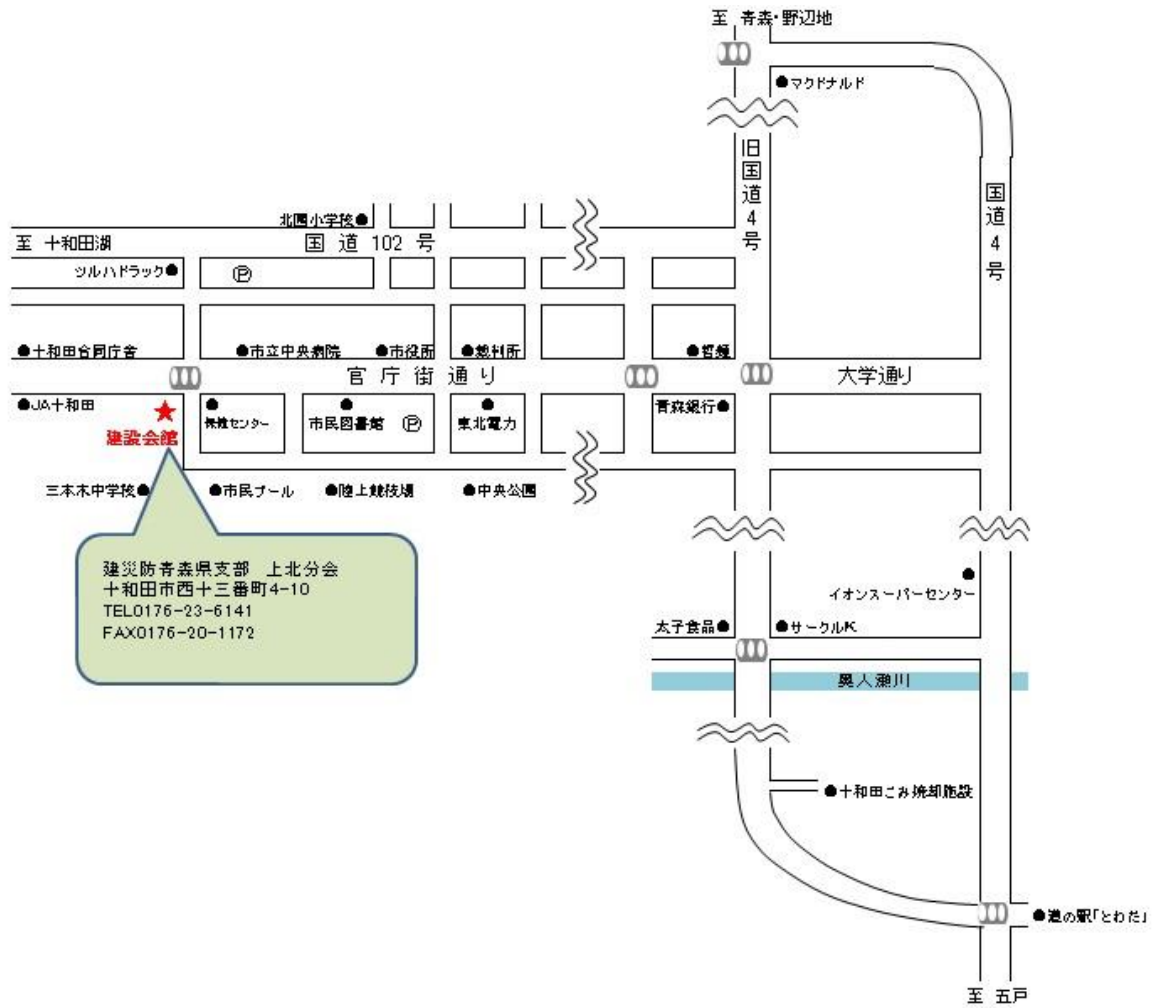 至 青森・野辺地
●マクドナルド
旧国道4号
国道4号
北園小学校●
至 十和田湖
国道102号
ツルハドラック●
Ⓟ
●十和田合同庁舎
●市立中央病院
●市役所
●裁判所
官庁街通り
大学通り
●JA十和田
★
建設会館
保健センター
市民図書館
Ⓟ
東北電力
青森銀行●
三本木中学校●
●市民プール
●陸上競技場
●中央公園
建災防青森県支部 上北分会
十和田市西十三番町4-10
TEL0176-23-6141
FAX0176-20-1172
イオンスーパーセンター
太子食品●
●サークルK
奥入瀬川
●十和田ごみ焼却施設
●道の駅「とわだ」
至 五戸